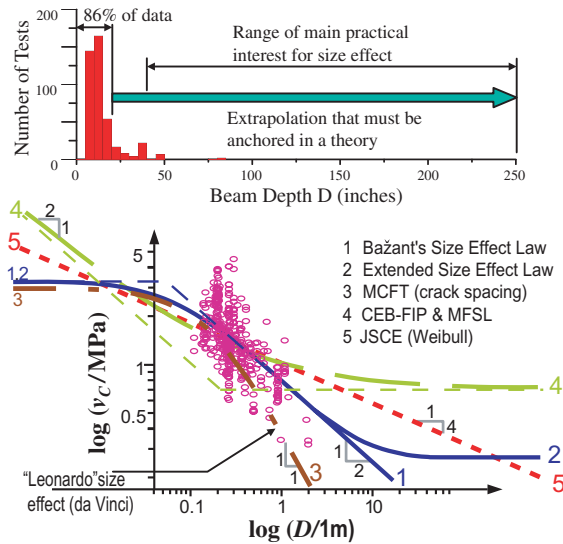 86% of data
Range of main practical
interest for size effect
Extrapolation that must be
anchored in a theory
Number of Tests
200
100
0
0 50 100 150 200 250
Beam Depth D (inches)
4
2
1
5
1,2
3
5
1
0.5
log (vC/MPa)
1 Bažant's Size Effect Law
2 Extended Size Effect Law
3 MCFT (crack spacing)
4 CEB-FIP & MFSL
5 JSCE (Weibull)
4
1
4
2
5
1
1
3
1
2
1
"Leonardo"size
effect (da Vinci)
0.1 1 10
log (D/1m)